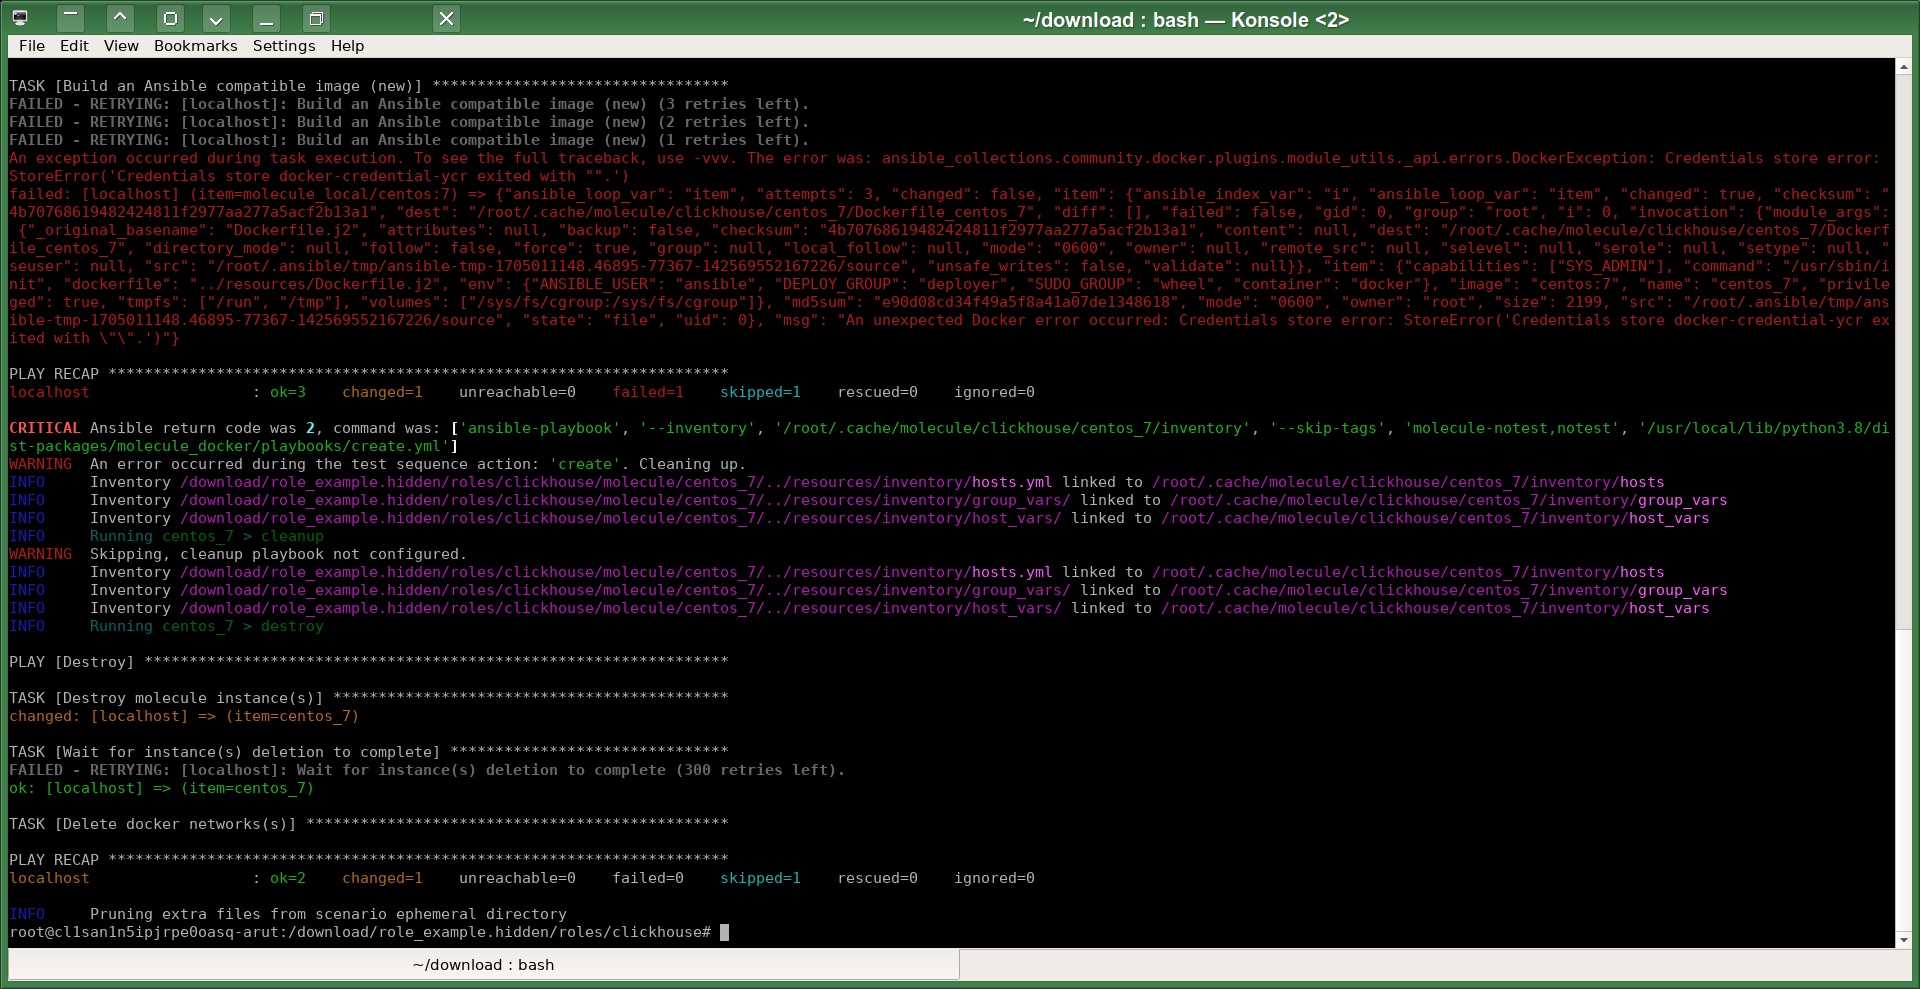 ~/download : bash — Konsole <2>
File Edit View Bookmarks Settings Help
TASK [Build an Ansible compatible image (new)] *********************************
FAILED - RETRYING: [localhost]: Build an Ansible compatible image (new) (3 retries left).
FAILED - RETRYING: [localhost]: Build an Ansible compatible image (new) (2 retries left).
FAILED - RETRYING: [localhost]: Build an Ansible compatible image (new) (1 retries left).
An exception occurred during task execution. To see the full traceback, use -vvv. The error was: ansible_collections.community.docker.plugins.module_utils._api.errors.DockerException: Credentials store error:
StoreError('Credentials store docker-credential-ycr exited with "".')
failed: [localhost] (item=molecule_local/centos:7) => {"ansible_loop_var": "item", "attempts": 3, "changed": false, "item": {"ansible_index_var": "i", "ansible_loop_var": "item", "changed": true, "checksum": "
4b70768619482424811f2977aa277a5acf2b13a1", "dest": "/root/.cache/molecule/clickhouse/centos_7/Dockerfile_centos_7", "diff": [], "failed": false, "gid": 0, "group": "root", "i": 0, "invocation": {"module_args":
 {"_original_basename": "Dockerfile.j2", "attributes": null, "backup": false, "checksum": "4b70768619482424811f2977aa277a5acf2b13a1", "content": null, "dest": "/root/.cache/molecule/clickhouse/centos_7/Dockerf
ile_centos_7", "directory_mode": null, "follow": false, "force": true, "group": null, "local_follow": null, "mode": "0600", "owner": null, "remote_src": null, "selevel": null, "serole": null, "setype": null, "
seuser": null, "src": "/root/.ansible/tmp/ansible-tmp-1705011148.46895-77367-142569552167226/source", "unsafe_writes": false, "validate": null}}, "item": {"capabilities": ["SYS_ADMIN"], "command": "/usr/sbin/i
nit", "dockerfile": "../resources/Dockerfile.j2", "env": {"ANSIBLE_USER": "ansible", "DEPLOY_GROUP": "deployer", "SUDO_GROUP": "wheel", "container": "docker"}, "image": "centos:7", "name": "centos_7", "privile
ged": true, "tmpfs": ["/run", "/tmp"], "volumes": ["/sys/fs/cgroup:/sys/fs/cgroup"]}, "md5sum": "e90d08cd34f49a5f8a41a07de1348618", "mode": "0600", "owner": "root", "size": 2199, "src": "/root/.ansible/tmp/ans
ible-tmp-1705011148.46895-77367-142569552167226/source", "state": "file", "uid": 0}, "msg": "An unexpected Docker error occurred: Credentials store error: StoreError('Credentials store docker-credential-ycr ex
ited with \"\".')"}
PLAY RECAP *********************************************************************
localhost                  : ok=3    changed=1    unreachable=0    failed=1    skipped=1    rescued=0    ignored=0
CRITICAL Ansible return code was 2, command was: ['ansible-playbook', '--inventory', '/root/.cache/molecule/clickhouse/centos_7/inventory', '--skip-tags', 'molecule-notest,notest', '/usr/local/lib/python3.8/di
st-packages/molecule_docker/playbooks/create.yml']
WARNING  An error occurred during the test sequence action: 'create'. Cleaning up.
INFO     Inventory /download/role_example.hidden/roles/clickhouse/molecule/centos_7/../resources/inventory/hosts.yml linked to /root/.cache/molecule/clickhouse/centos_7/inventory/hosts
INFO     Inventory /download/role_example.hidden/roles/clickhouse/molecule/centos_7/../resources/inventory/group_vars/ linked to /root/.cache/molecule/clickhouse/centos_7/inventory/group_vars
INFO     Inventory /download/role_example.hidden/roles/clickhouse/molecule/centos_7/../resources/inventory/host_vars/ linked to /root/.cache/molecule/clickhouse/centos_7/inventory/host_vars
INFO     Running centos_7 > cleanup
WARNING  Skipping, cleanup playbook not configured.
INFO     Inventory /download/role_example.hidden/roles/clickhouse/molecule/centos_7/../resources/inventory/hosts.yml linked to /root/.cache/molecule/clickhouse/centos_7/inventory/hosts
INFO     Inventory /download/role_example.hidden/roles/clickhouse/molecule/centos_7/../resources/inventory/group_vars/ linked to /root/.cache/molecule/clickhouse/centos_7/inventory/group_vars
INFO     Inventory /download/role_example.hidden/roles/clickhouse/molecule/centos_7/../resources/inventory/host_vars/ linked to /root/.cache/molecule/clickhouse/centos_7/inventory/host_vars
INFO     Running centos_7 > destroy
PLAY [Destroy] *****************************************************************
TASK [Destroy molecule instance(s)] ********************************************
changed: [localhost] => (item=centos_7)
TASK [Wait for instance(s) deletion to complete] *******************************
FAILED - RETRYING: [localhost]: Wait for instance(s) deletion to complete (300 retries left).
ok: [localhost] => (item=centos_7)
TASK [Delete docker networks(s)] ***********************************************
PLAY RECAP *********************************************************************
localhost                  : ok=2    changed=1    unreachable=0    failed=0    skipped=1    rescued=0    ignored=0
INFO     Pruning extra files from scenario ephemeral directory
root@cl1san1n5ipjrpe0oasq-arut:/download/role_example.hidden/roles/clickhouse#
~/download : bash